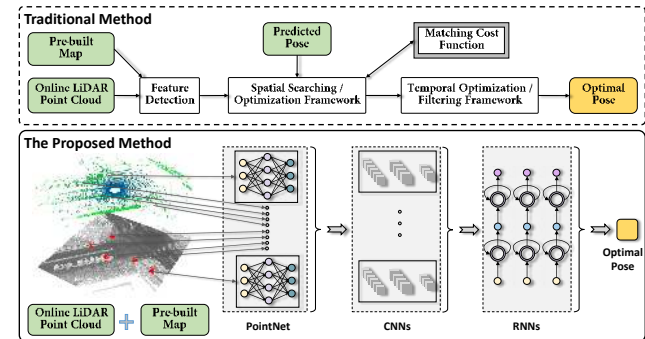 Traditional Method
Pre-built
Map
Predicted
Pose
Matching Cost
Function
Online LiDAR
Point Cloud
Feature
Detection
Spatial Searching /
Optimization Framework
Temporal Optimization /
Filtering Framework
Optimal
Pose
The Proposed Method
Optimal
Pose
Online LiDAR
Point Cloud
+
Pre-built
Map
PointNet
CNNs
RNNs